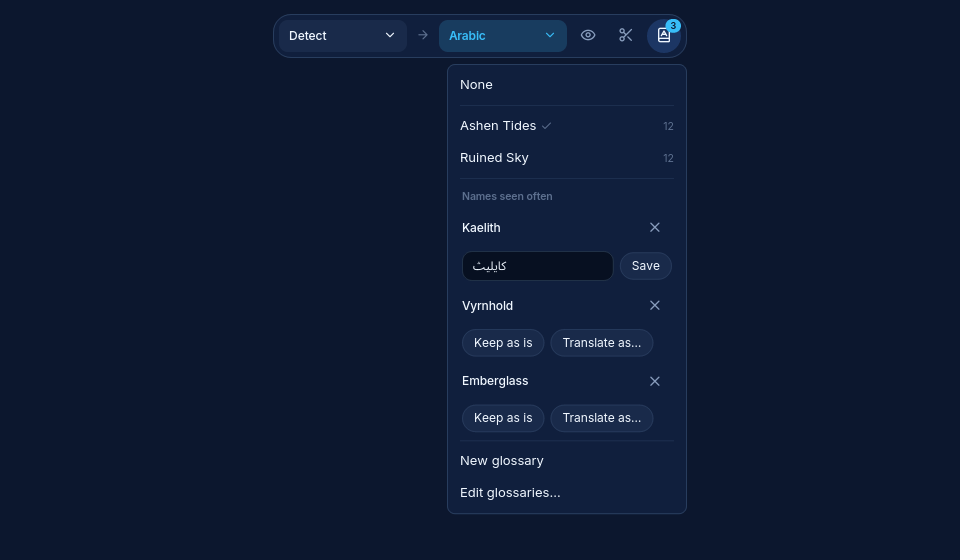 Detect
Arabic
3
None
Ashen Tides
12
Ruined Sky
12
Names seen often
Kaelith
كايليث
Save
Vyrnhold
Keep as is
Translate as...
Emberglass
Keep as is
Translate as...
New glossary
Edit glossaries...